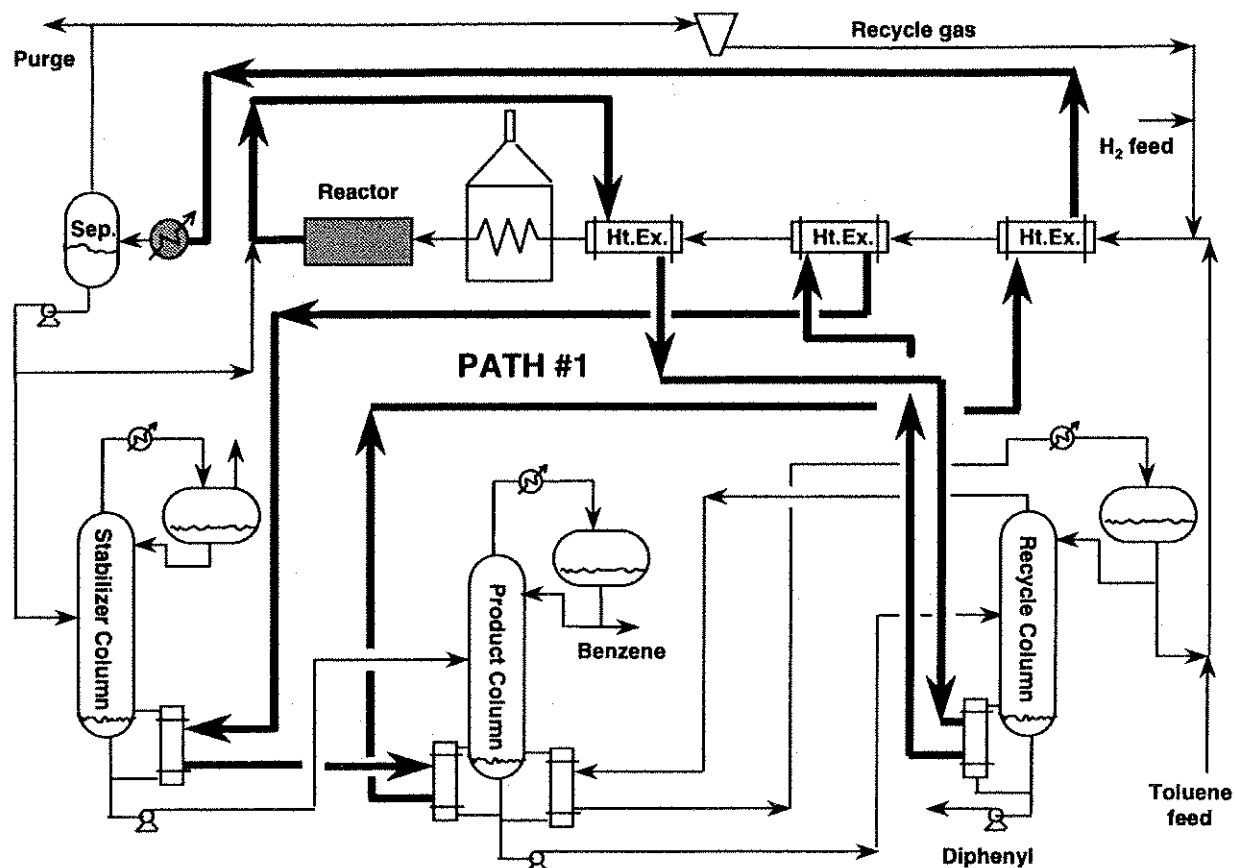 Recycle gas
Purge
H₂ feed
Reactor
Sep.
Ht.Ex.
Ht.Ex.
Ht.Ex.
PATH #1
Stabilizer Column
Product Column
Recycle Column
Benzene
Toluene
feed
Diphenyl